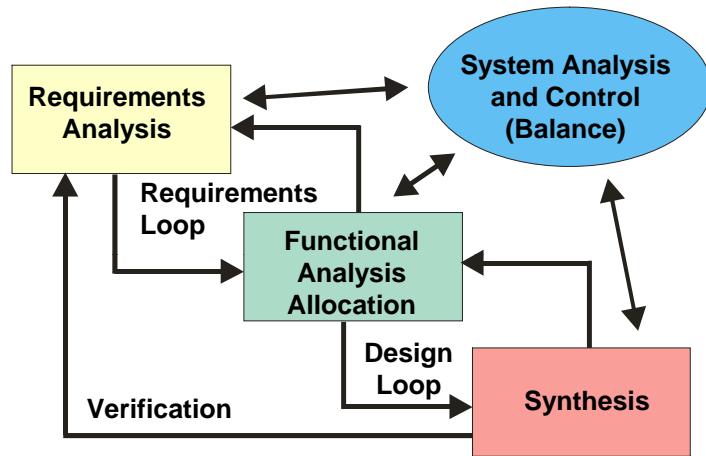 Requirements
Analysis
System Analysis
and Control
(Balance)
Requirements
Loop
Functional
Analysis
Allocation
Design
Loop
Synthesis
Verification